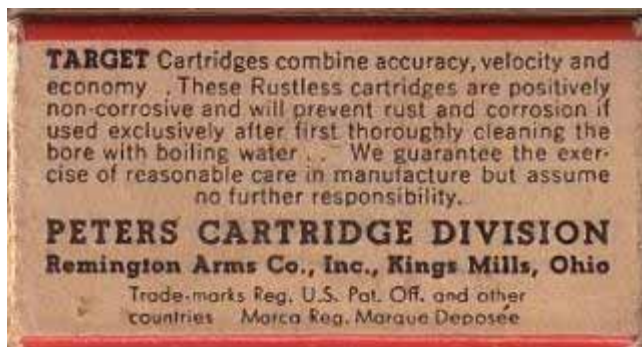 TARGET Cartridges combine accuracy, velocity and
economy . These Rustless cartridges are positively
non-corrosive and will prevent rust and corrosion if
used exclusively after first thoroughly cleaning the
bore with boiling water . . We guarantee the exer-
cise of reasonable care in manufacture but assume
no further responsibility.
PETERS CARTRIDGE DIVISION
Remington Arms Co., Inc., Kings Mills, Ohio
Trade-marks Reg. U.S. Pat. Off. and other
countries Marca Reg. Marque Deposée